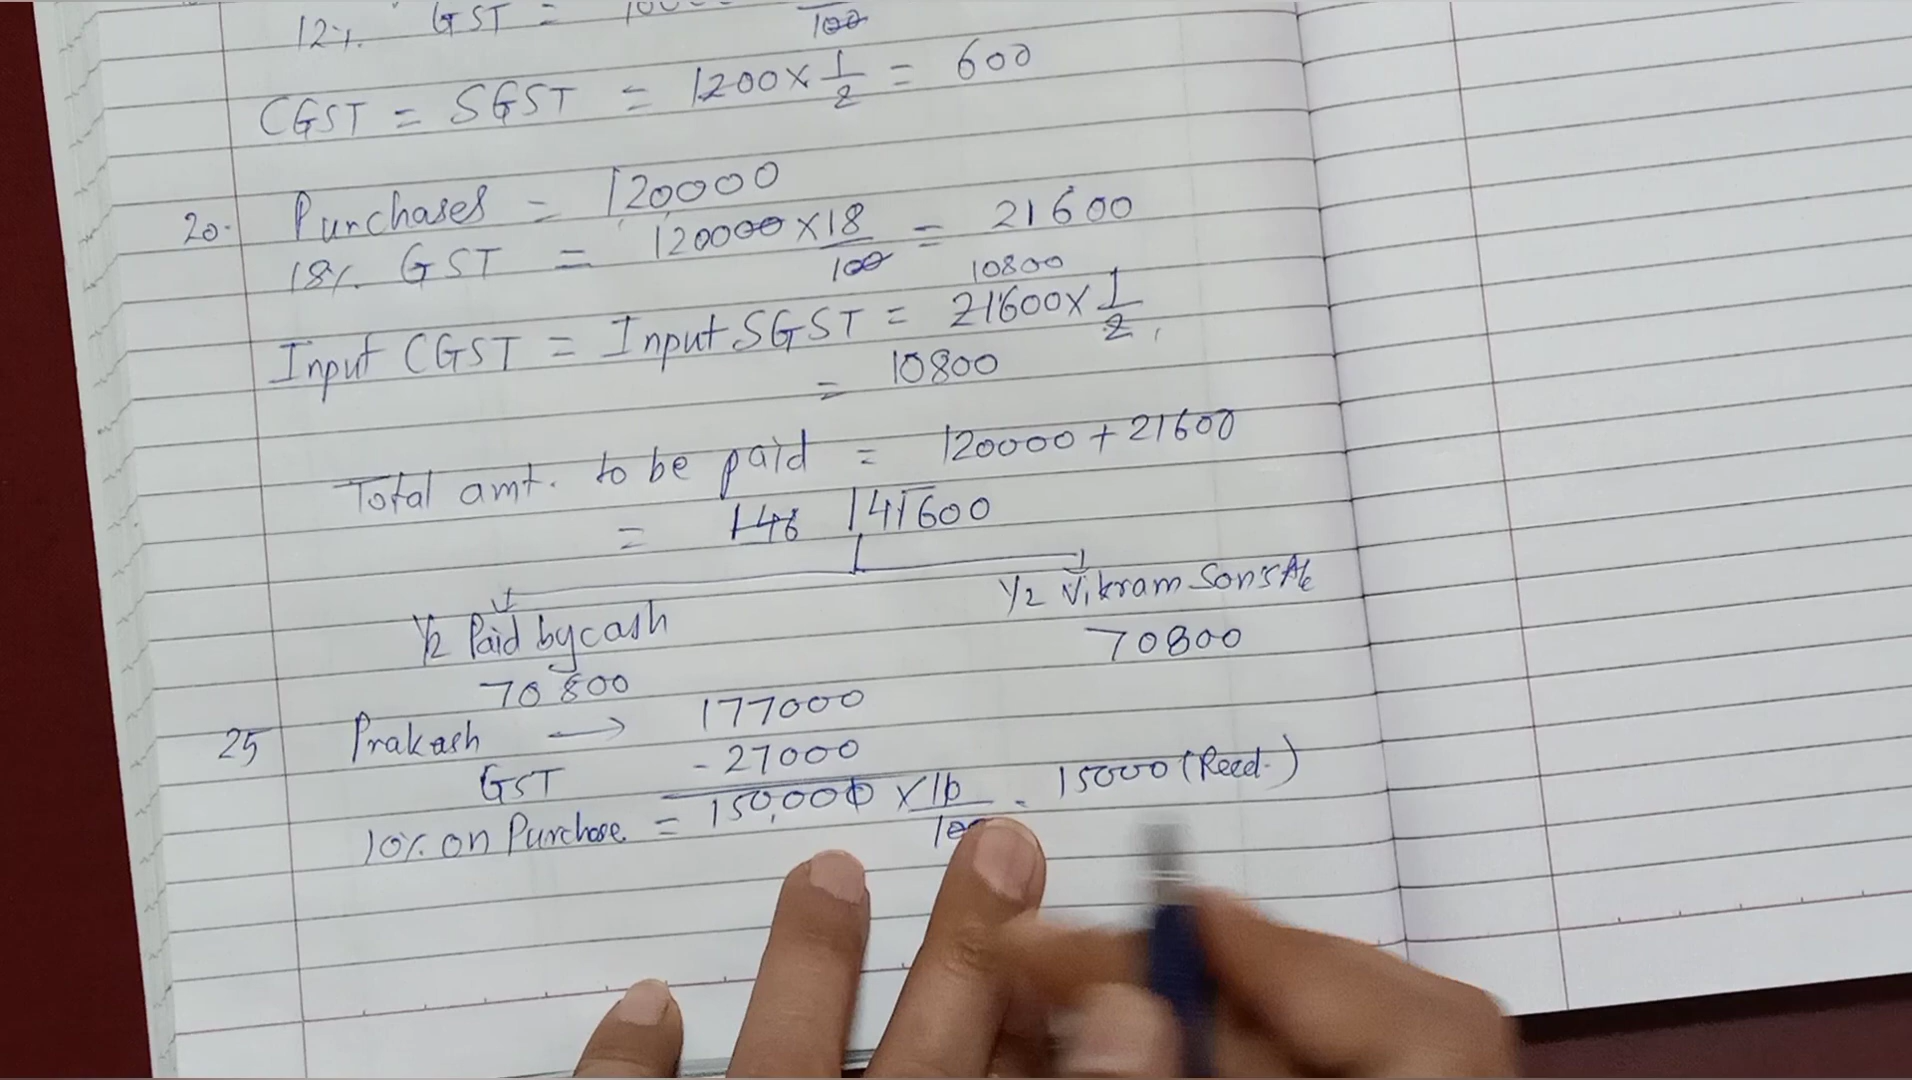 12%. GST =
100
CGST = SGST = 1200 × 1/2 = 600
20. Purchases = 120000
18%. GST = 120000 × 18/100 = 21600
10800
Input CGST = Input SGST = 21600 × 1/2
= 10800
Total amt. to be paid = 120000 + 21600
= 146 141600
1/2 Paid by cash 1/2 Vikram Son's A/c
70800 70800
25 Prakash → 177000
GST - 27000
10%. on Purchase. = 150,000 × 10/100 = 15000 (Reed.)